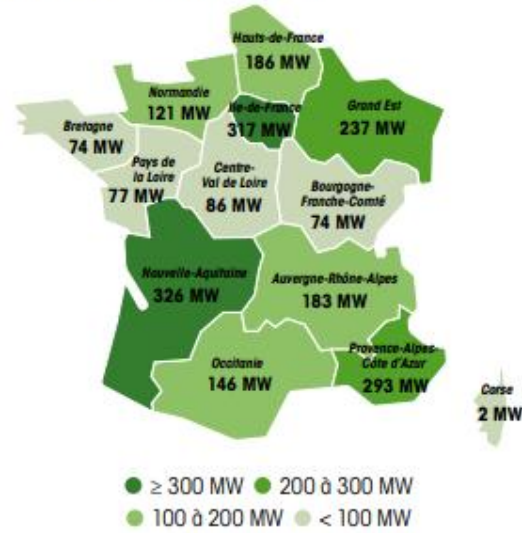 Hauts-de-France
186 MW
Normandie
121 MW
Ile-de-France
317 MW
Grand Est
237 MW
Bretagne
74 MW
Pays de
la Loire
77 MW
Centre-
Val de Loire
86 MW
Bourgogne-
Franche-Comté
74 MW
Nouvelle-Aquitaine
326 MW
Auvergne-Rhône-Alpes
183 MW
Occitanie
146 MW
Provence-Alpes-
Côte d'Azur
293 MW
Corse
2 MW
≥ 300 MW 200 à 300 MW
100 à 200 MW < 100 MW